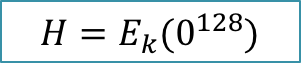 H = E_k(0^{128})